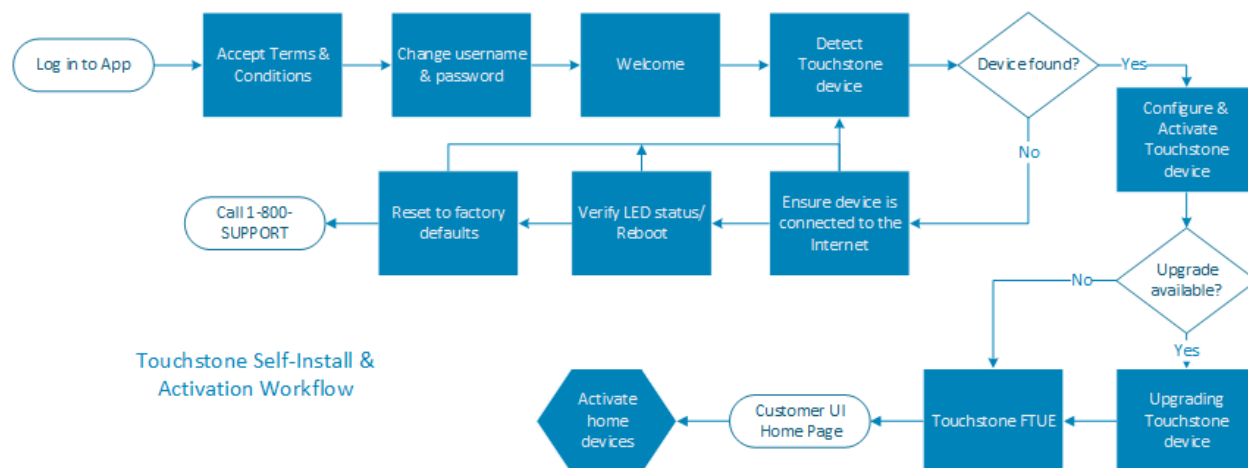 Log in to App
Accept Terms &
Conditions
Change username
& password
Welcome
Detect
Touchstone
device
Device found?
Yes
Configure &
Activate
Touchstone
device
No
Ensure device is
connected to the
Internet
Verify LED status/
Reboot
Reset to factory
defaults
Call 1-800-
SUPPORT
Upgrade
available?
No
Yes
Upgrading
Touchstone
device
Touchstone FTUE
Customer UI
Home Page
Activate
home
devices
Touchstone Self-Install &
Activation Workflow